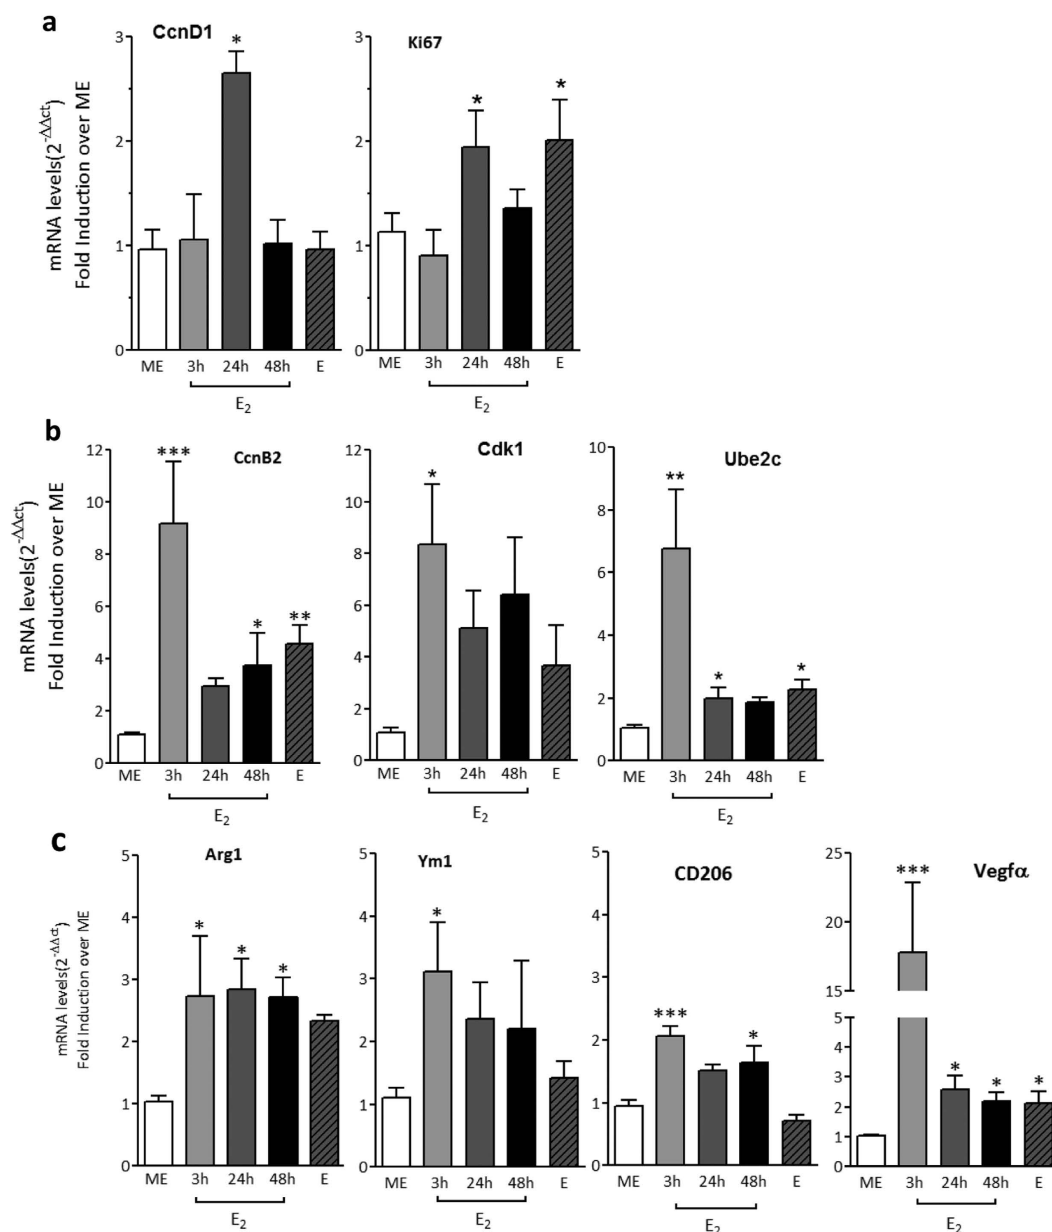 a
CcnD1
Ki67
mRNA levels(2^-ΔΔct)
Fold Induction over ME
3
2
1
0
*
ME 3h 24h 48h E
E₂
3
2
1
0
* *
ME 3h 24h 48h E
E₂
b
CcnB2
Cdk1
Ube2c
mRNA levels(2^-ΔΔct)
Fold Induction over ME
12
10
8
6
4
2
0
*** * **
ME 3h 24h 48h E
E₂
12
10
8
6
4
2
0
*
ME 3h 24h 48h E
E₂
10
8
6
4
2
0
** * *
ME 3h 24h 48h E
E₂
c
Arg1
Ym1
CD206
Vegfα
mRNA levels(2^-ΔΔct)
Fold Induction over ME
5
4
3
2
1
0
* * *
ME 3h 24h 48h E
E₂
5
4
3
2
1
0
*
ME 3h 24h 48h E
E₂
5
4
3
2
1
0
*** *
ME 3h 24h 48h E
E₂
25
20
15
5
4
3
2
1
0
*** * * *
ME 3h 24h 48h E
E₂